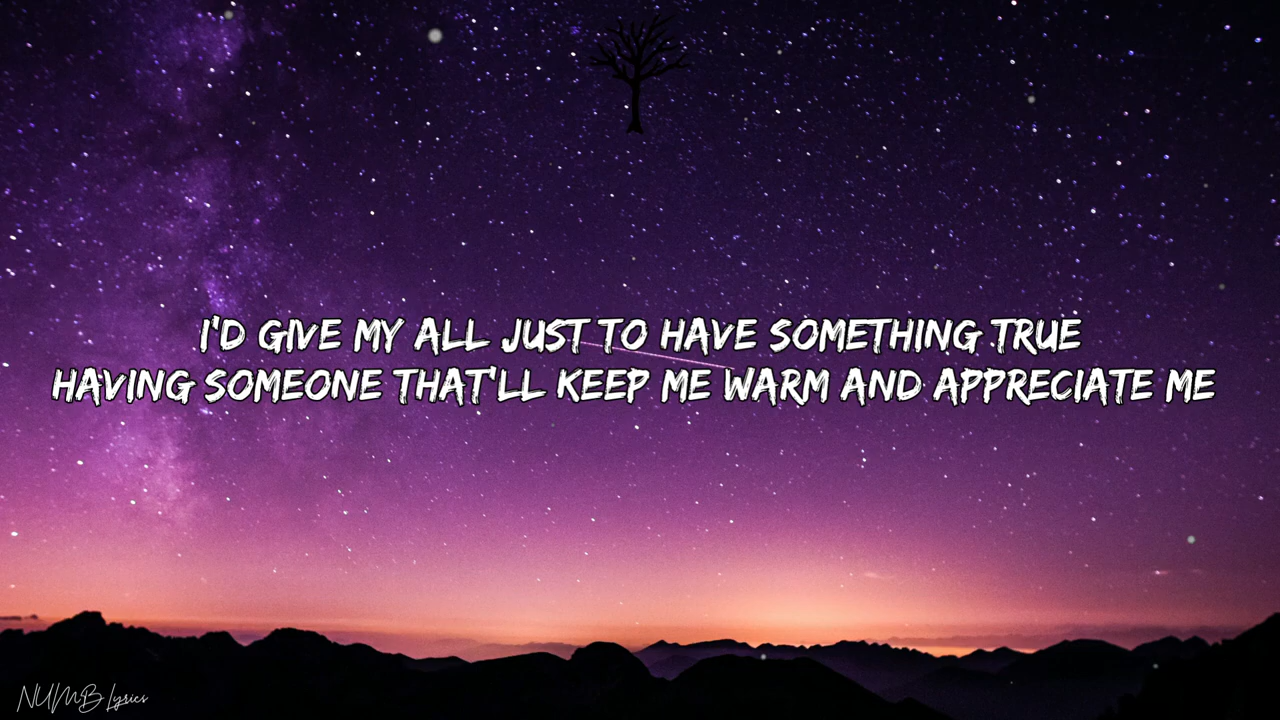 I'D GIVE MY ALL JUST TO HAVE SOMETHING TRUE
HAVING SOMEONE THAT'LL KEEP ME WARM AND APPRECIATE ME
NUMB Lyrics